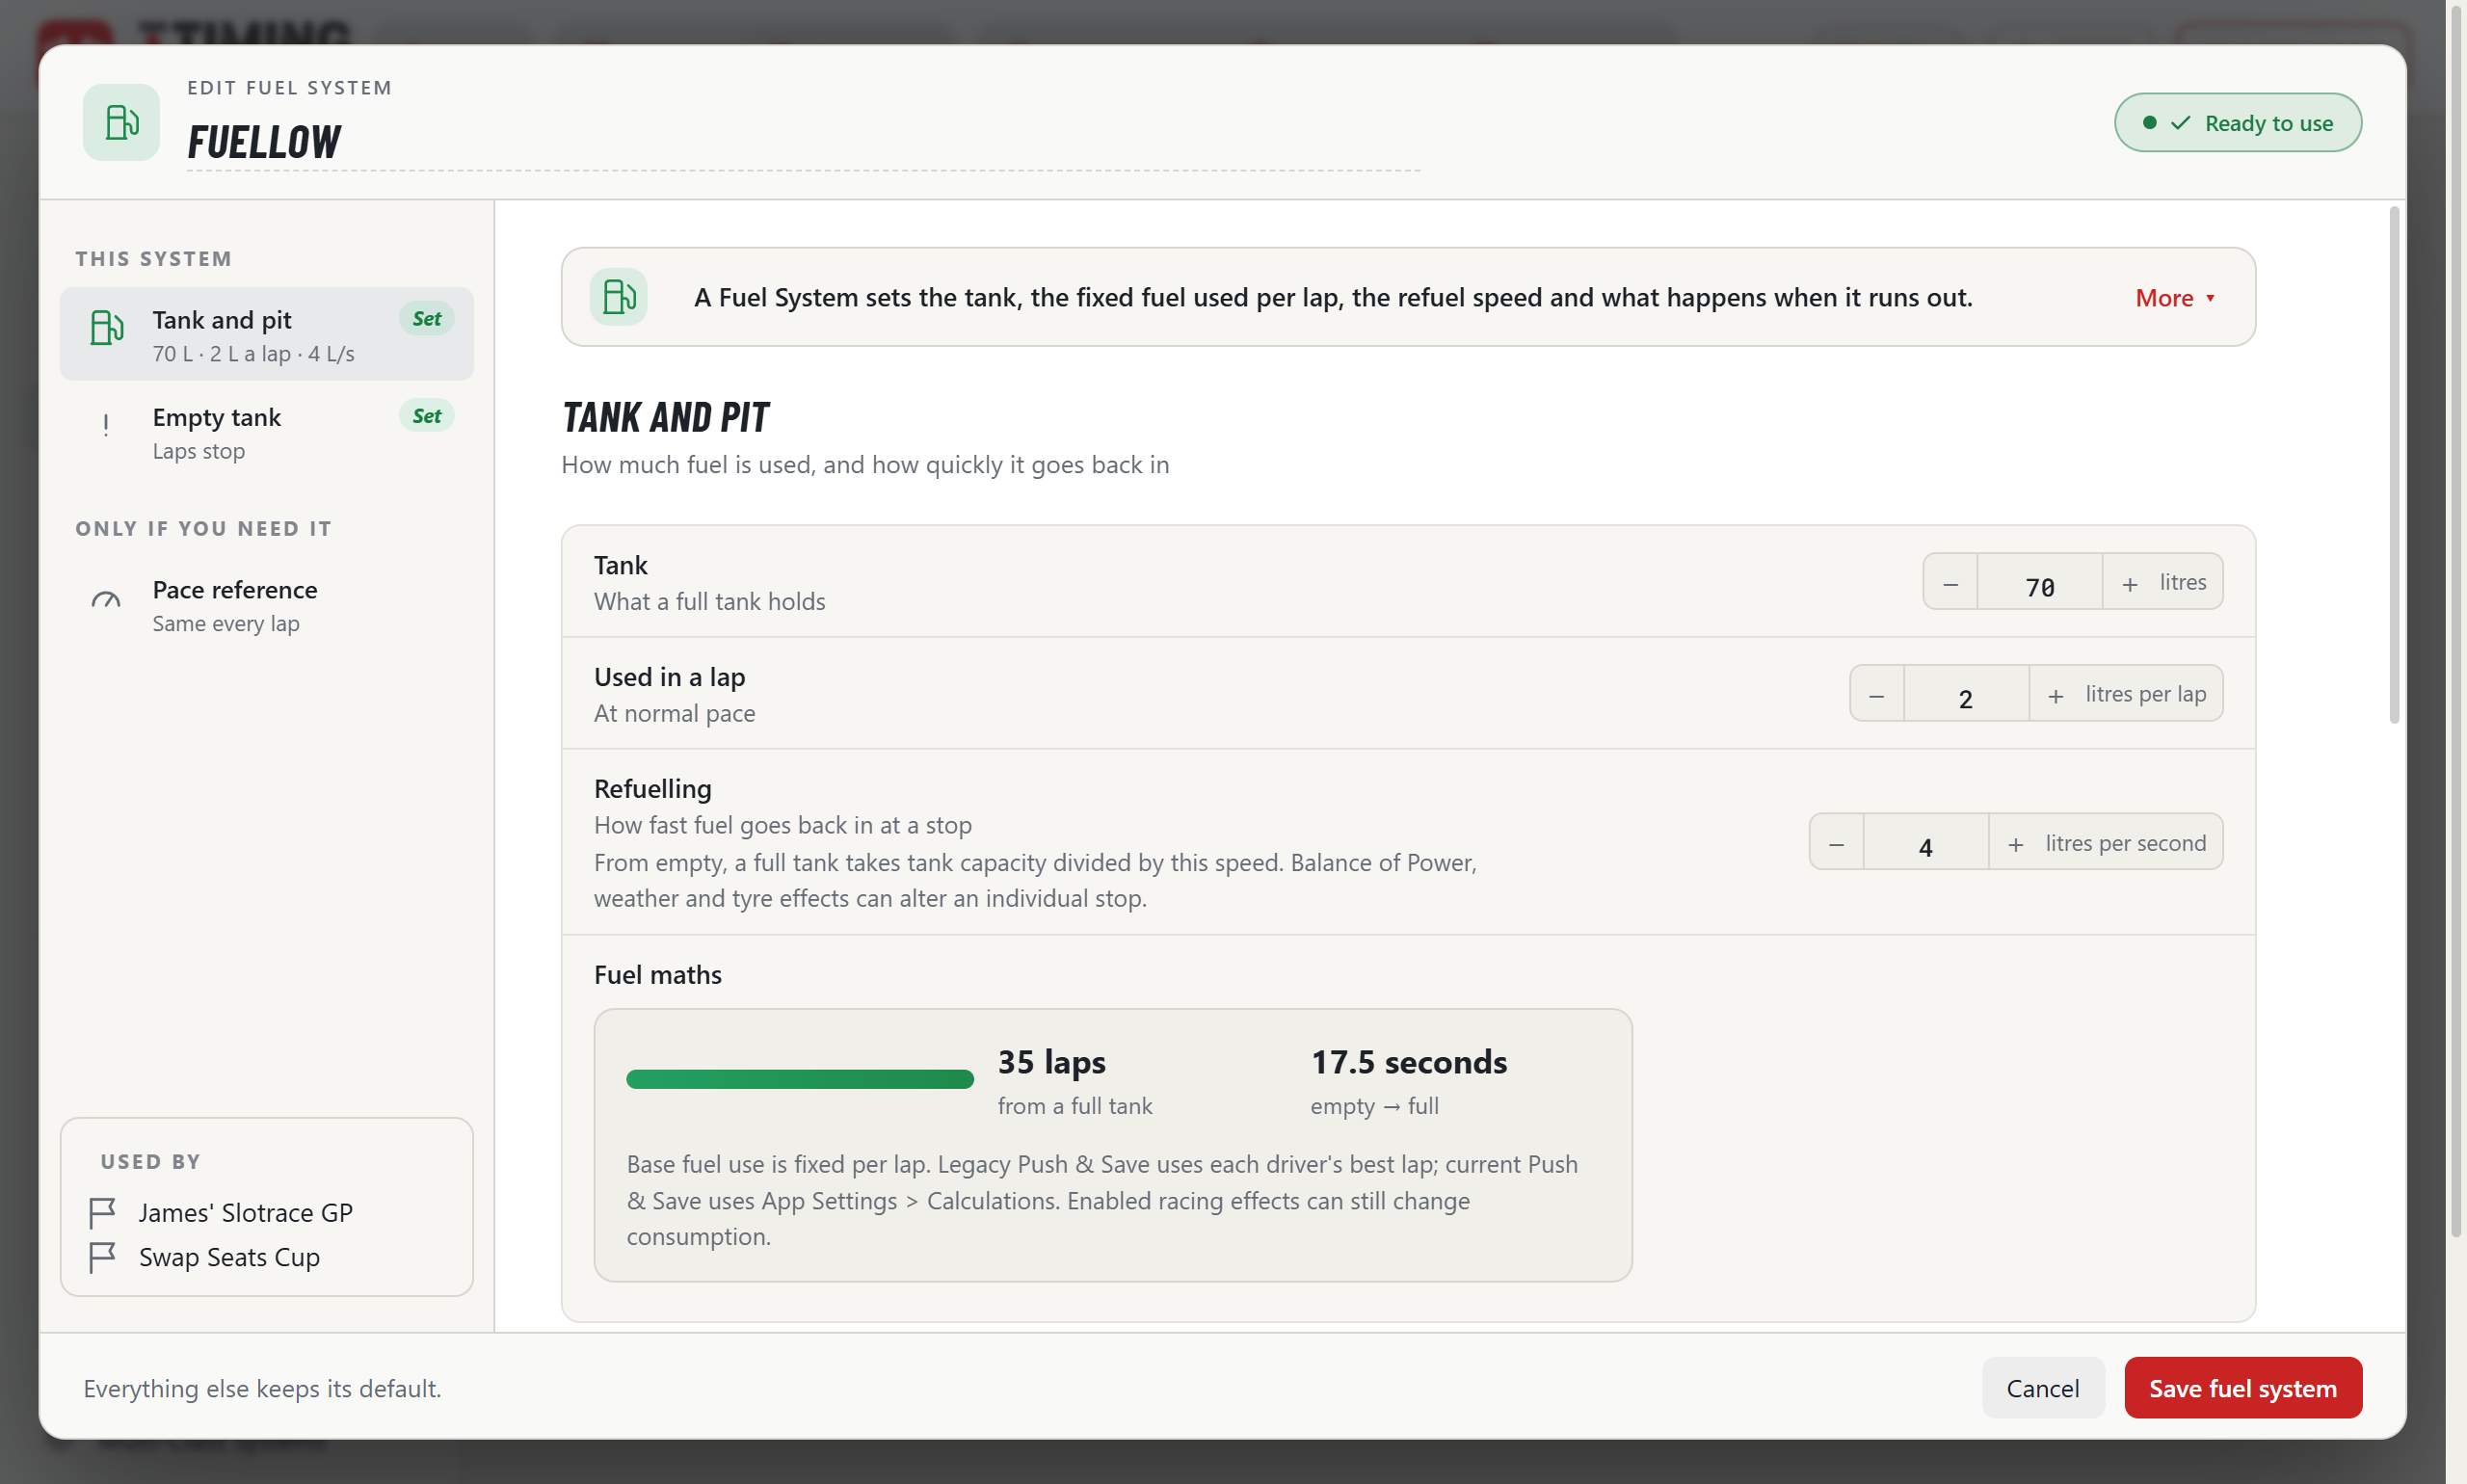 TIMING
EDIT FUEL SYSTEM
FUELLOW
Ready to use
THIS SYSTEM
Tank and pit
Set
70 L · 2 L a lap · 4 L/s
Empty tank
Set
Laps stop
ONLY IF YOU NEED IT
Pace reference
Same every lap
USED BY
James' Slotrace GP
Swap Seats Cup
A Fuel System sets the tank, the fixed fuel used per lap, the refuel speed and what happens when it runs out.
More ▾
TANK AND PIT
How much fuel is used, and how quickly it goes back in
Tank
What a full tank holds
− 70 + litres
Used in a lap
At normal pace
− 2 + litres per lap
Refuelling
How fast fuel goes back in at a stop
From empty, a full tank takes tank capacity divided by this speed. Balance of Power,
weather and tyre effects can alter an individual stop.
− 4 + litres per second
Fuel maths
35 laps
from a full tank
17.5 seconds
empty → full
Base fuel use is fixed per lap. Legacy Push & Save uses each driver's best lap; current Push
& Save uses App Settings > Calculations. Enabled racing effects can still change
consumption.
Everything else keeps its default.
Cancel
Save fuel system